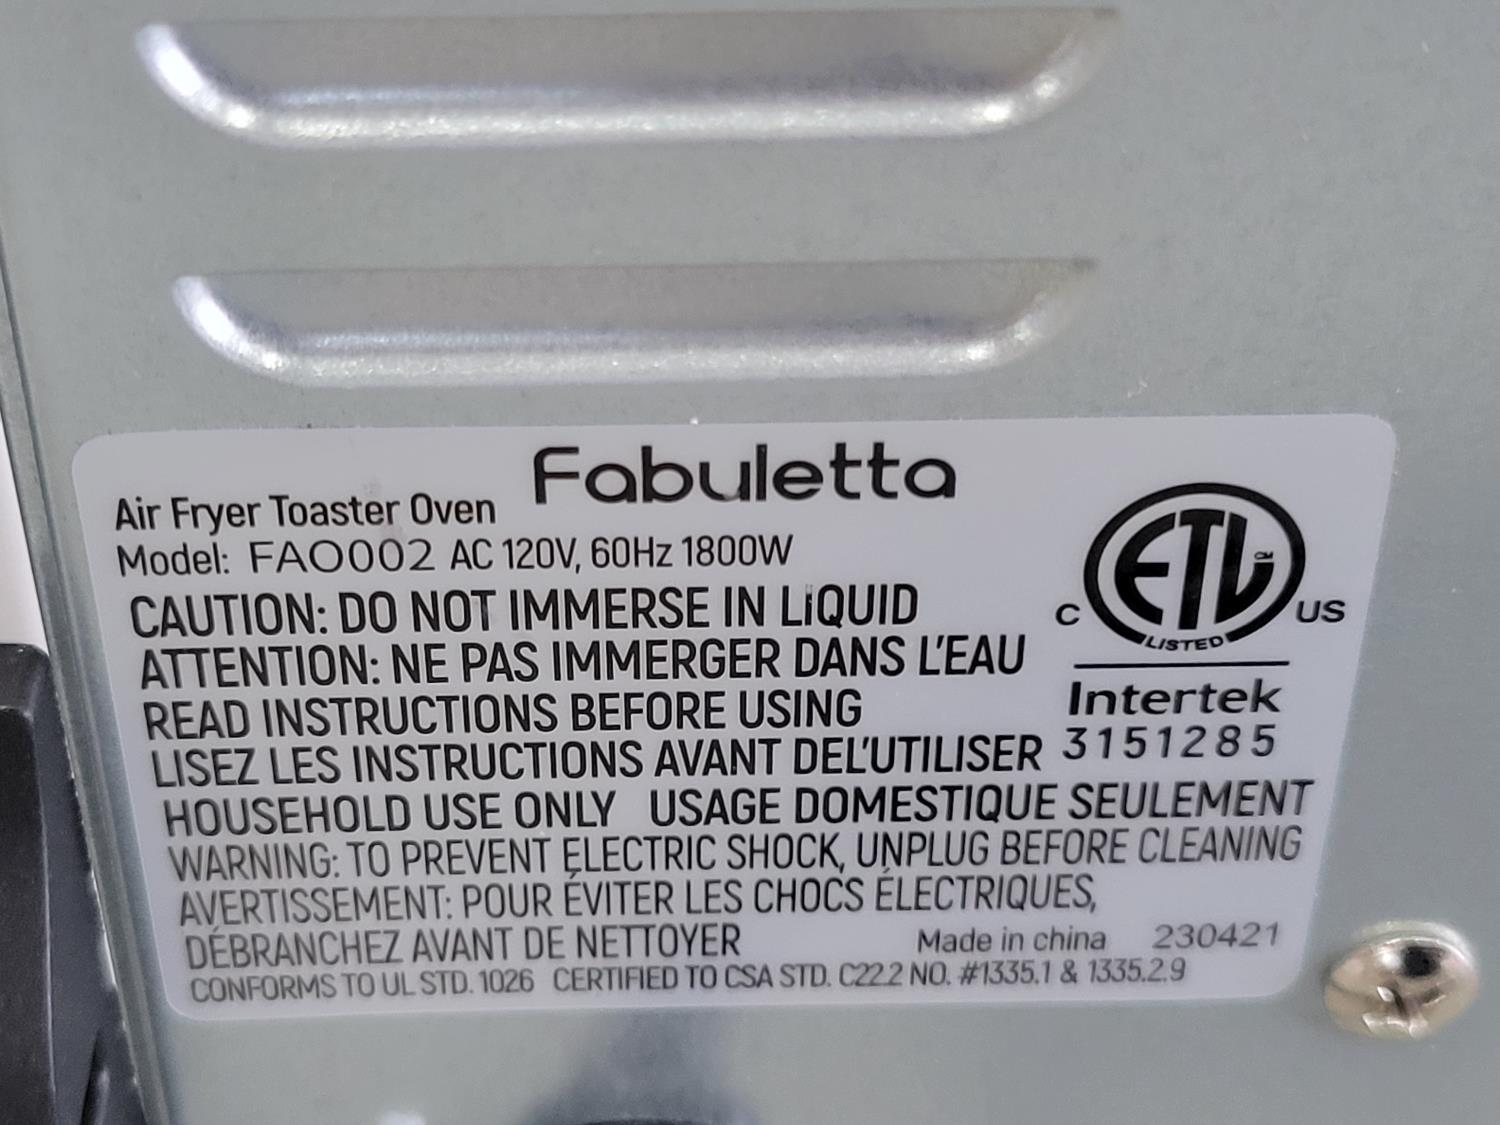 Fabuletta
Air Fryer Toaster Oven
Model: FAO002 AC 120V, 60Hz 1800W
CAUTION: DO NOT IMMERSE IN LiQUID
ATTENTION: NE PAS IMMERGER DANS L'EAU
READ INSTRUCTIONS BEFORE USING
LISEZ LES INSTRUCTIONS AVANT DEL'UTILISER
HOUSEHOLD USE ONLY USAGE DOMESTIQUE SEULEMENT
WARNING: TO PREVENT ELECTRIC SHOCK, UNPLUG BEFORE CLEANING
AVERTISSEMENT: POUR ÉVITER LES CHOCS ÉLECTRIQUES,
DÉBRANCHEZ AVANT DE NETTOYER
Made in china 230421
CONFORMS TO UL STD. 1026 CERTIFIED TO CSA STD. C22.2 NO. #1335.1 & 1335.2.9
ETL CM
C US
LISTED
Intertek
3151285